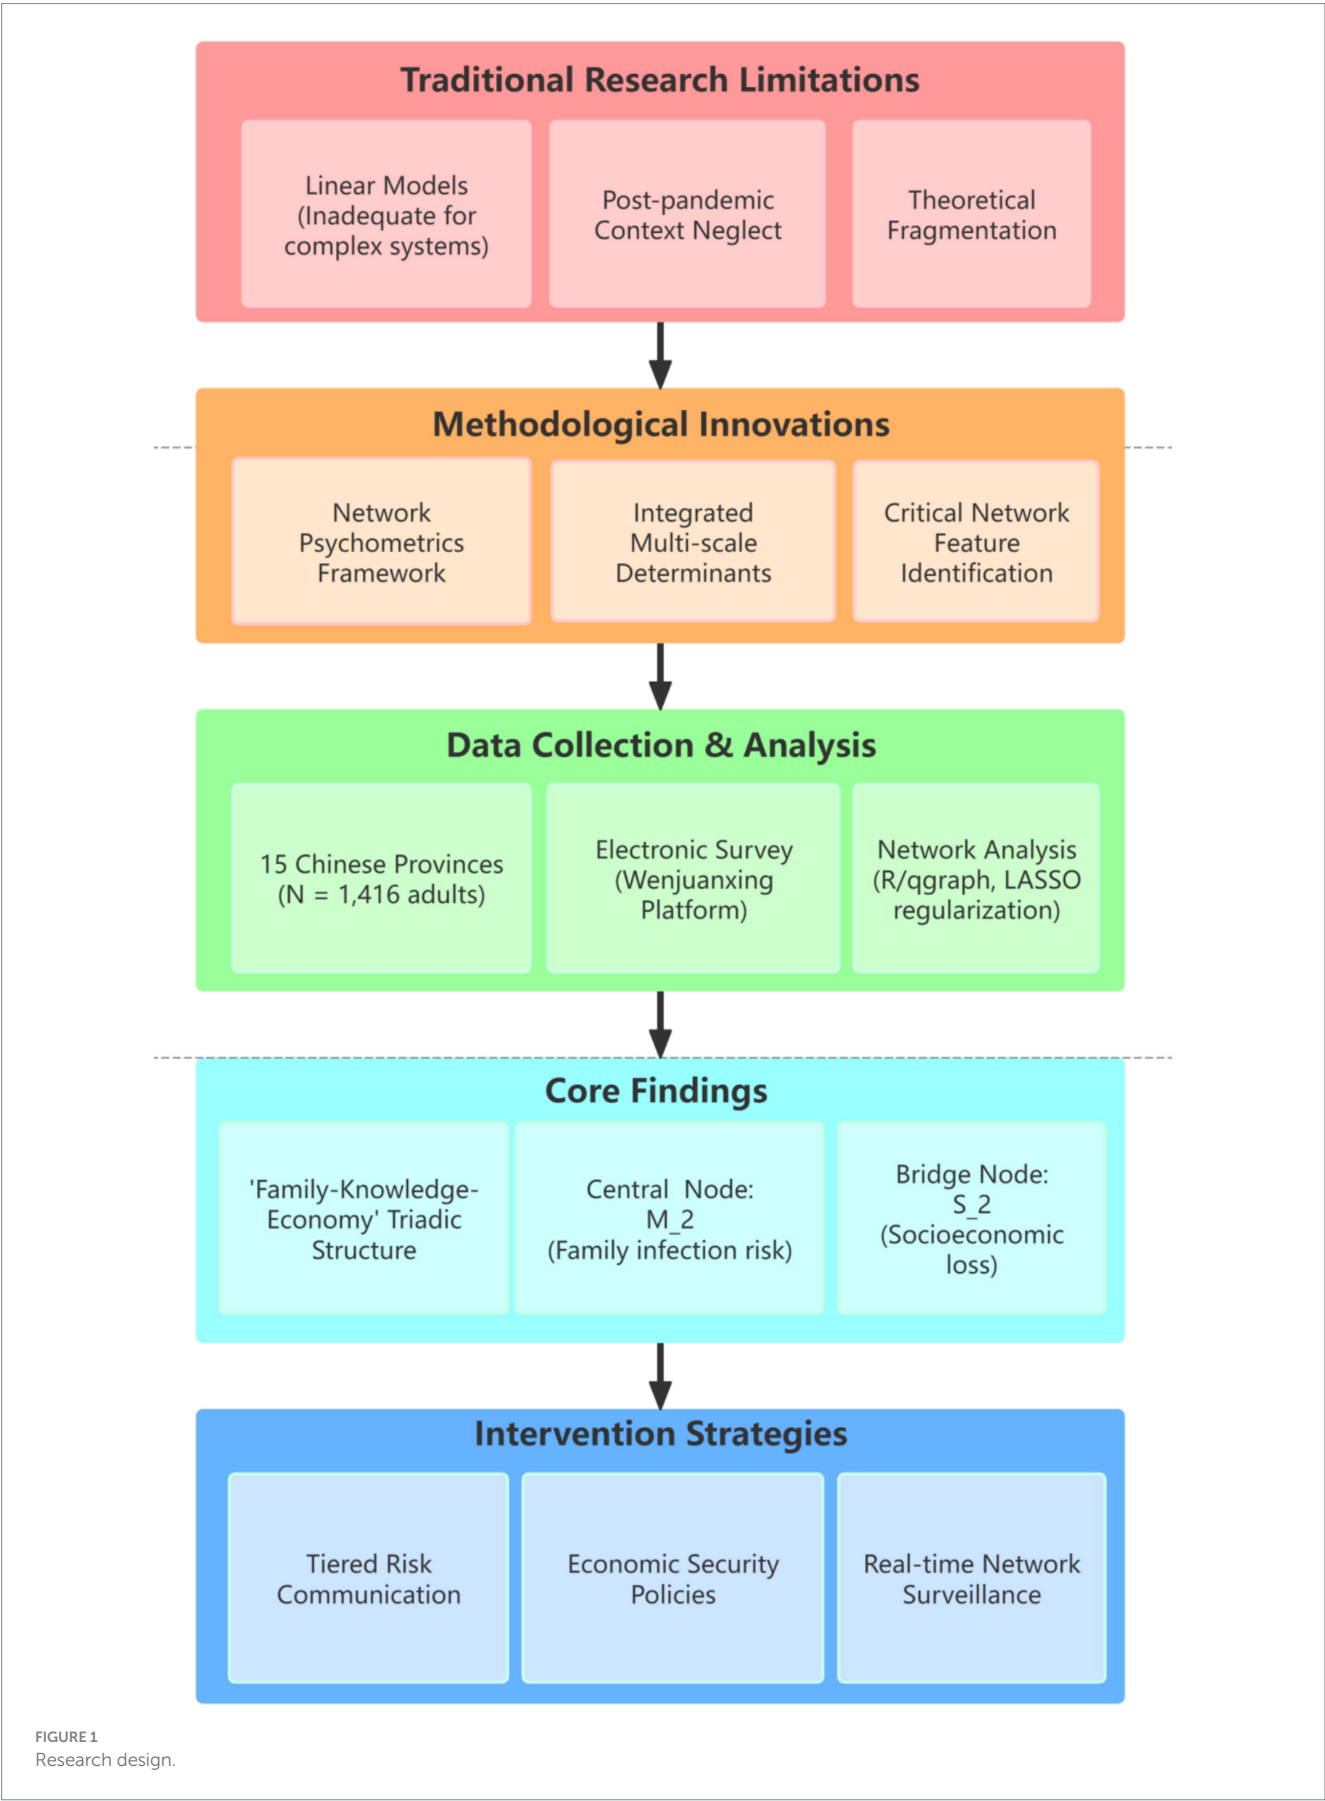 Traditional Research Limitations
Linear Models
(Inadequate for
complex systems)
Post-pandemic
Context Neglect
Theoretical
Fragmentation
Methodological Innovations
Network
Psychometrics
Framework
Integrated
Multi-scale
Determinants
Critical Network
Feature
Identification
Data Collection & Analysis
15 Chinese Provinces
(N = 1,416 adults)
Electronic Survey
(Wenjuanxing
Platform)
Network Analysis
(R/qgraph, LASSO
regularization)
Core Findings
'Family-Knowledge-
Economy' Triadic
Structure
Central  Node:
M_2
(Family infection risk)
Bridge Node:
S_2
(Socioeconomic
loss)
Intervention Strategies
Tiered Risk
Communication
Economic Security
Policies
Real-time Network
Surveillance
FIGURE 1
Research design.